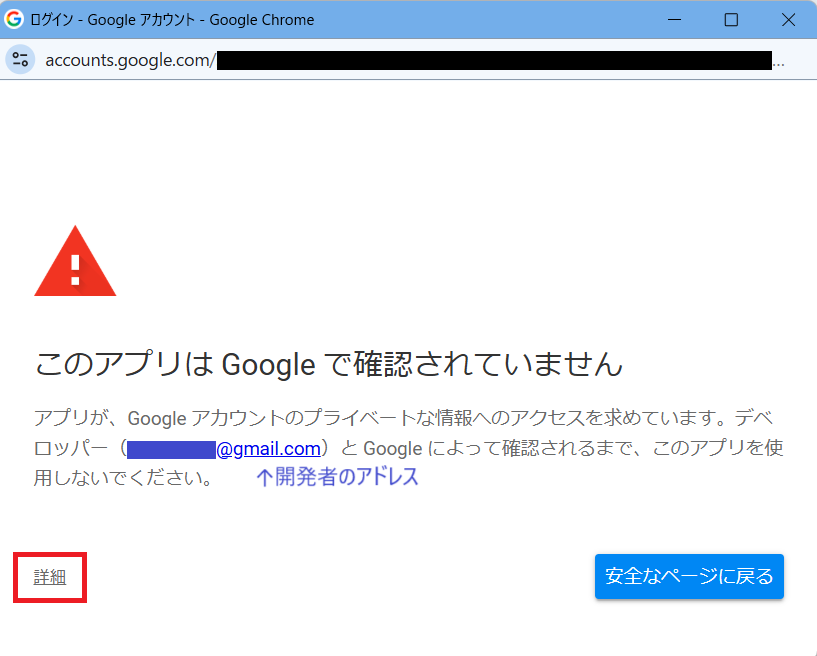 ログイン - Google アカウント - Google Chrome
accounts.google.com/ ...
このアプリは Google で確認されていません
アプリが、Google アカウントのプライベートな情報へのアクセスを求めています。デベ
ロッパー（ @gmail.com）と Google によって確認されるまで、このアプリを使
用しないでください。
↑開発者のアドレス
詳細
安全なページに戻る